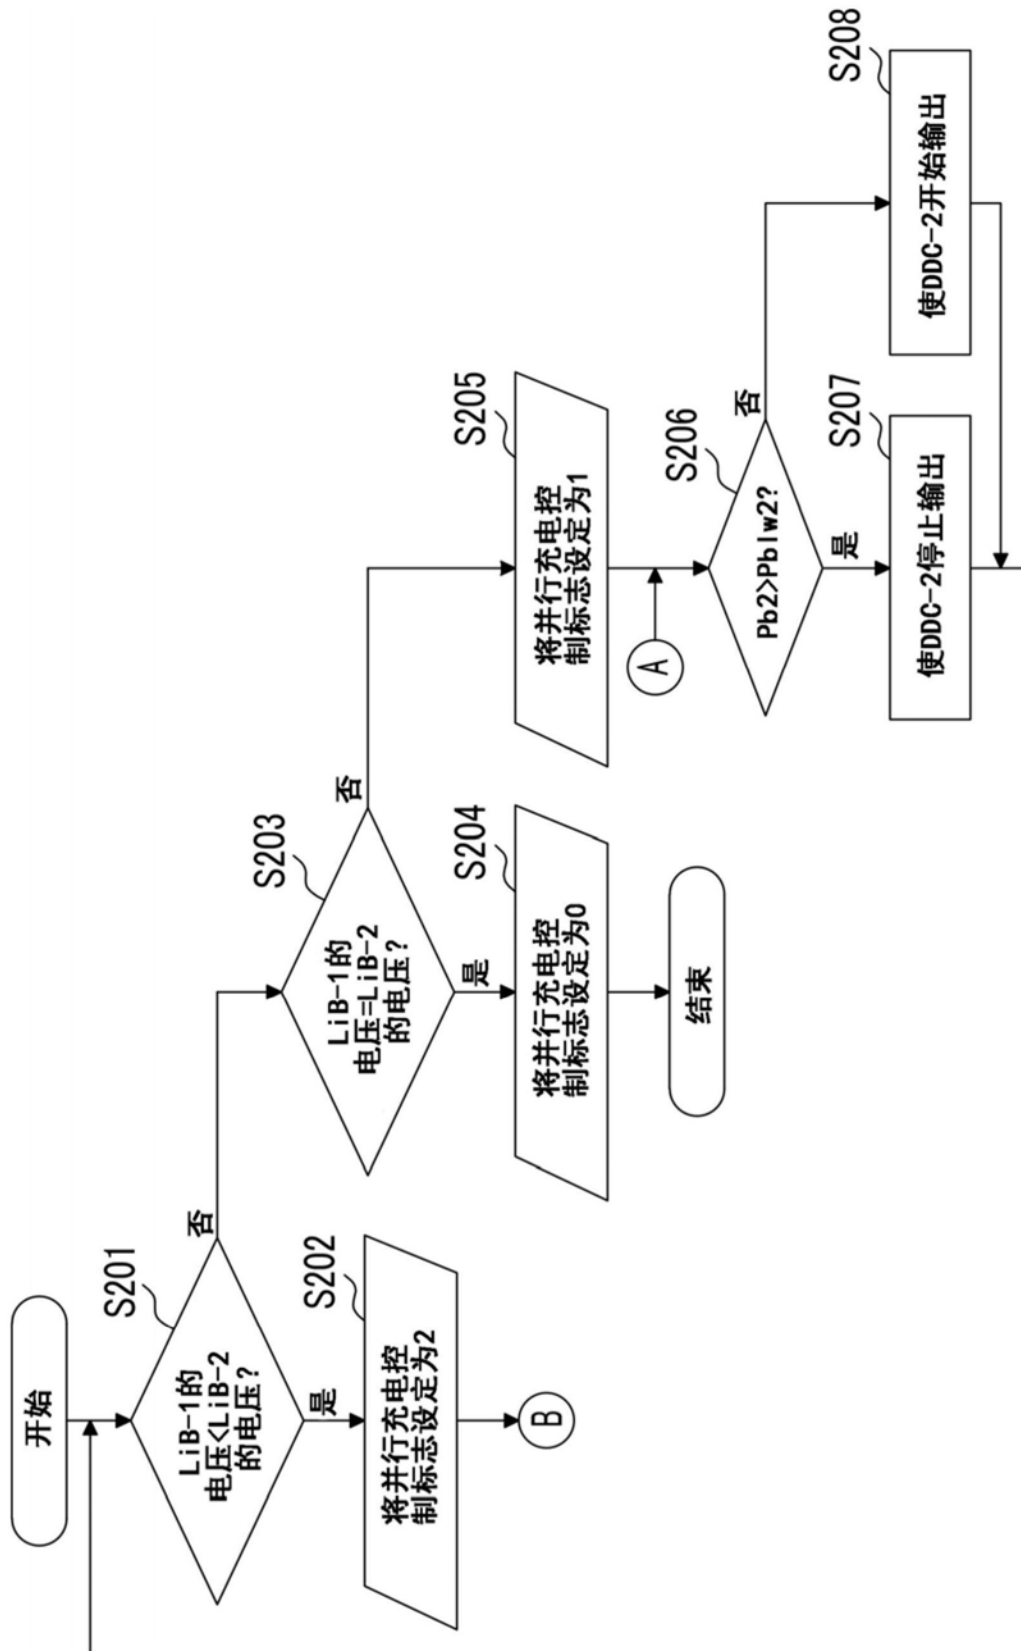 开始
S201
LiB-1的
电压<LiB-2
的电压?
否
是
S202
将并行充电控
制标志设定为2
B
S203
LiB-1的
电压=LiB-2
的电压?
否
是
S204
将并行充电控
制标志设定为0
结束
S205
将并行充电控
制标志设定为1
A
S206
Pb2>Pblw2?
否
是
S207
使DDC-2停止输出
S208
使DDC-2开始输出